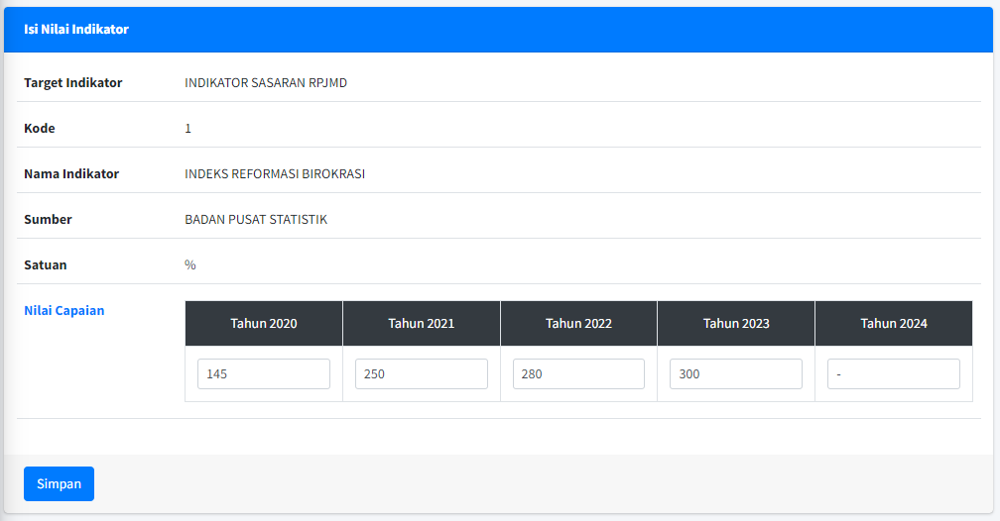 Isi Nilai Indikator
Target Indikator INDIKATOR SASARAN RPJMD
Kode 1
Nama Indikator INDEKS REFORMASI BIROKRASI
Sumber BADAN PUSAT STATISTIK
Satuan %
Nilai Capaian
Tahun 2020 Tahun 2021 Tahun 2022 Tahun 2023 Tahun 2024
145 250 280 300 -
Simpan